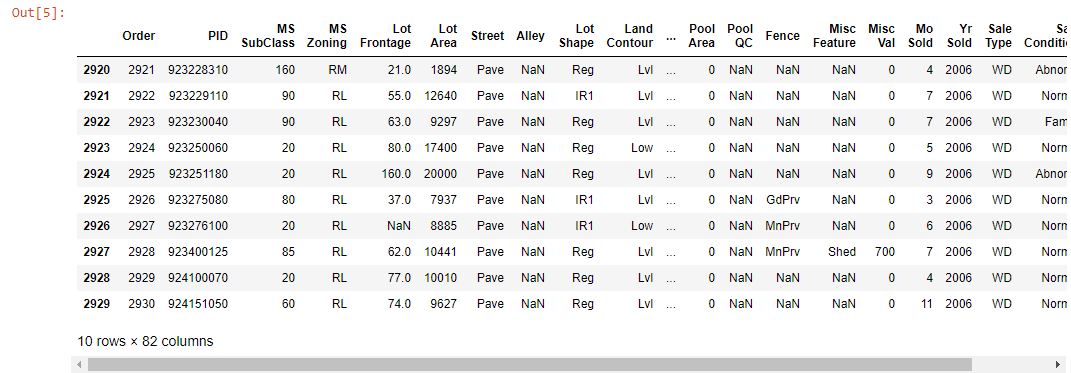 Out[5]:
Order PID MS SubClass MS Zoning Lot Frontage Lot Area Street Alley Lot Shape Land Contour ... Pool Area Pool QC Fence Misc Feature Misc Val Mo Sold Yr Sold Sale Type Sa Conditio
2920 2921 923228310 160 RM 21.0 1894 Pave NaN Reg Lvl ... 0 NaN NaN NaN 0 4 2006 WD Abnor
2921 2922 923229110 90 RL 55.0 12640 Pave NaN IR1 Lvl ... 0 NaN NaN NaN 0 7 2006 WD Norm
2922 2923 923230040 90 RL 63.0 9297 Pave NaN Reg Lvl ... 0 NaN NaN NaN 0 7 2006 WD Fam
2923 2924 923250060 20 RL 80.0 17400 Pave NaN Reg Low ... 0 NaN NaN NaN 0 5 2006 WD Norm
2924 2925 923251180 20 RL 160.0 20000 Pave NaN Reg Lvl ... 0 NaN NaN NaN 0 9 2006 WD Abnor
2925 2926 923275080 80 RL 37.0 7937 Pave NaN IR1 Lvl ... 0 NaN GdPrv NaN 0 3 2006 WD Norm
2926 2927 923276100 20 RL NaN 8885 Pave NaN IR1 Low ... 0 NaN MnPrv NaN 0 6 2006 WD Norm
2927 2928 923400125 85 RL 62.0 10441 Pave NaN Reg Lvl ... 0 NaN MnPrv Shed 700 7 2006 WD Norm
2928 2929 924100070 20 RL 77.0 10010 Pave NaN Reg Lvl ... 0 NaN NaN NaN 0 4 2006 WD Norm
2929 2930 924151050 60 RL 74.0 9627 Pave NaN Reg Lvl ... 0 NaN NaN NaN 0 11 2006 WD Norm
10 rows × 82 columns